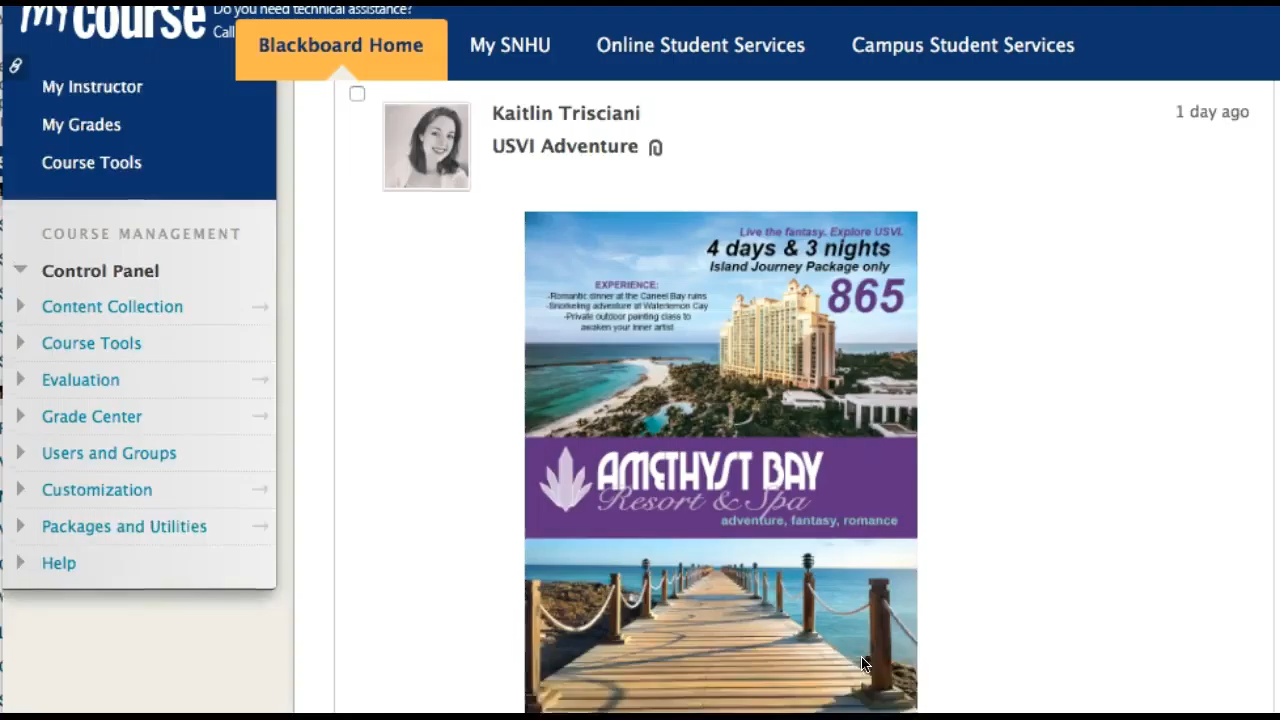 my course
Do you need technical assistance?
Call
Blackboard Home
My SNHU
Online Student Services
Campus Student Services
My Instructor
My Grades
Course Tools
COURSE MANAGEMENT
Control Panel
Content Collection
Course Tools
Evaluation
Grade Center
Users and Groups
Customization
Packages and Utilities
Help
Kaitlin Trisciani
1 day ago
USVI Adventure
Live the fantasy. Explore USVI.
4 days & 3 nights
Island Journey Package only
865
EXPERIENCE:
-Romantic dinner at the Caneel Bay ruins
-Snorkeling adventure at Waterlemon Cay
-Private outdoor painting class to
awaken your inner artist
AMETHYST BAY
Resort & Spa
adventure, fantasy, romance